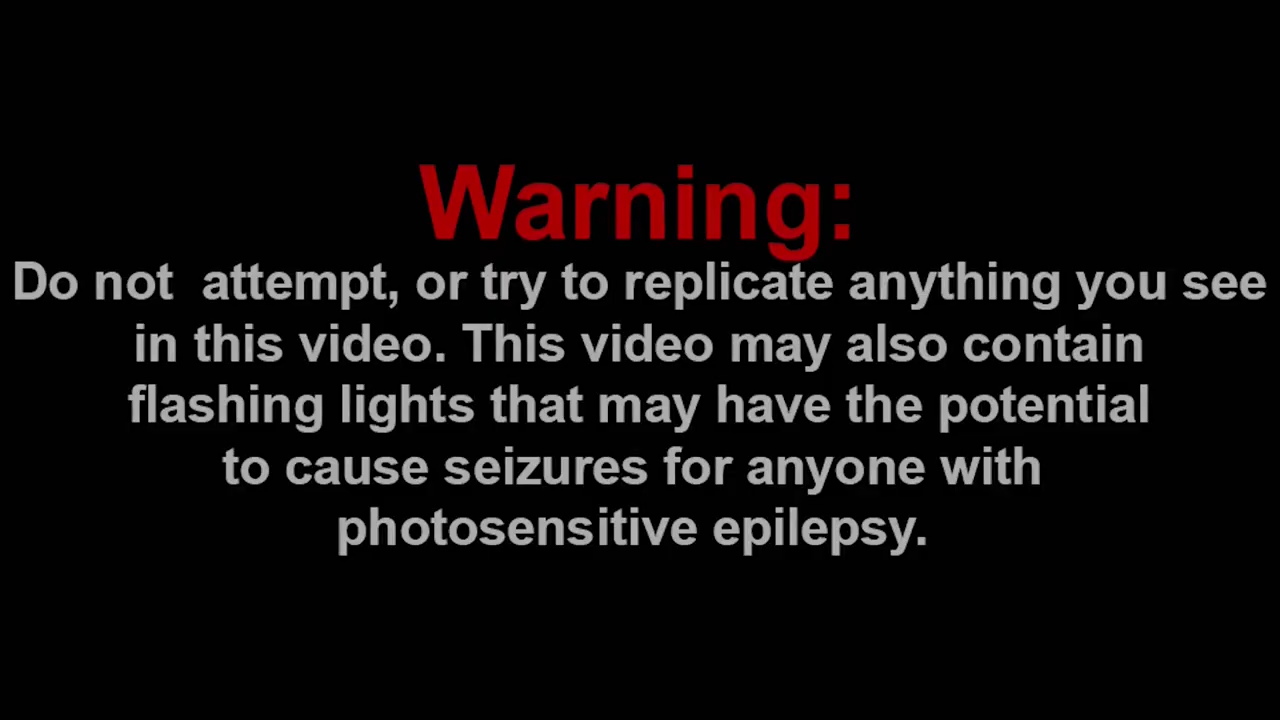 Warning:
Do not  attempt, or try to replicate anything you see
in this video. This video may also contain
flashing lights that may have the potential
to cause seizures for anyone with
photosensitive epilepsy.